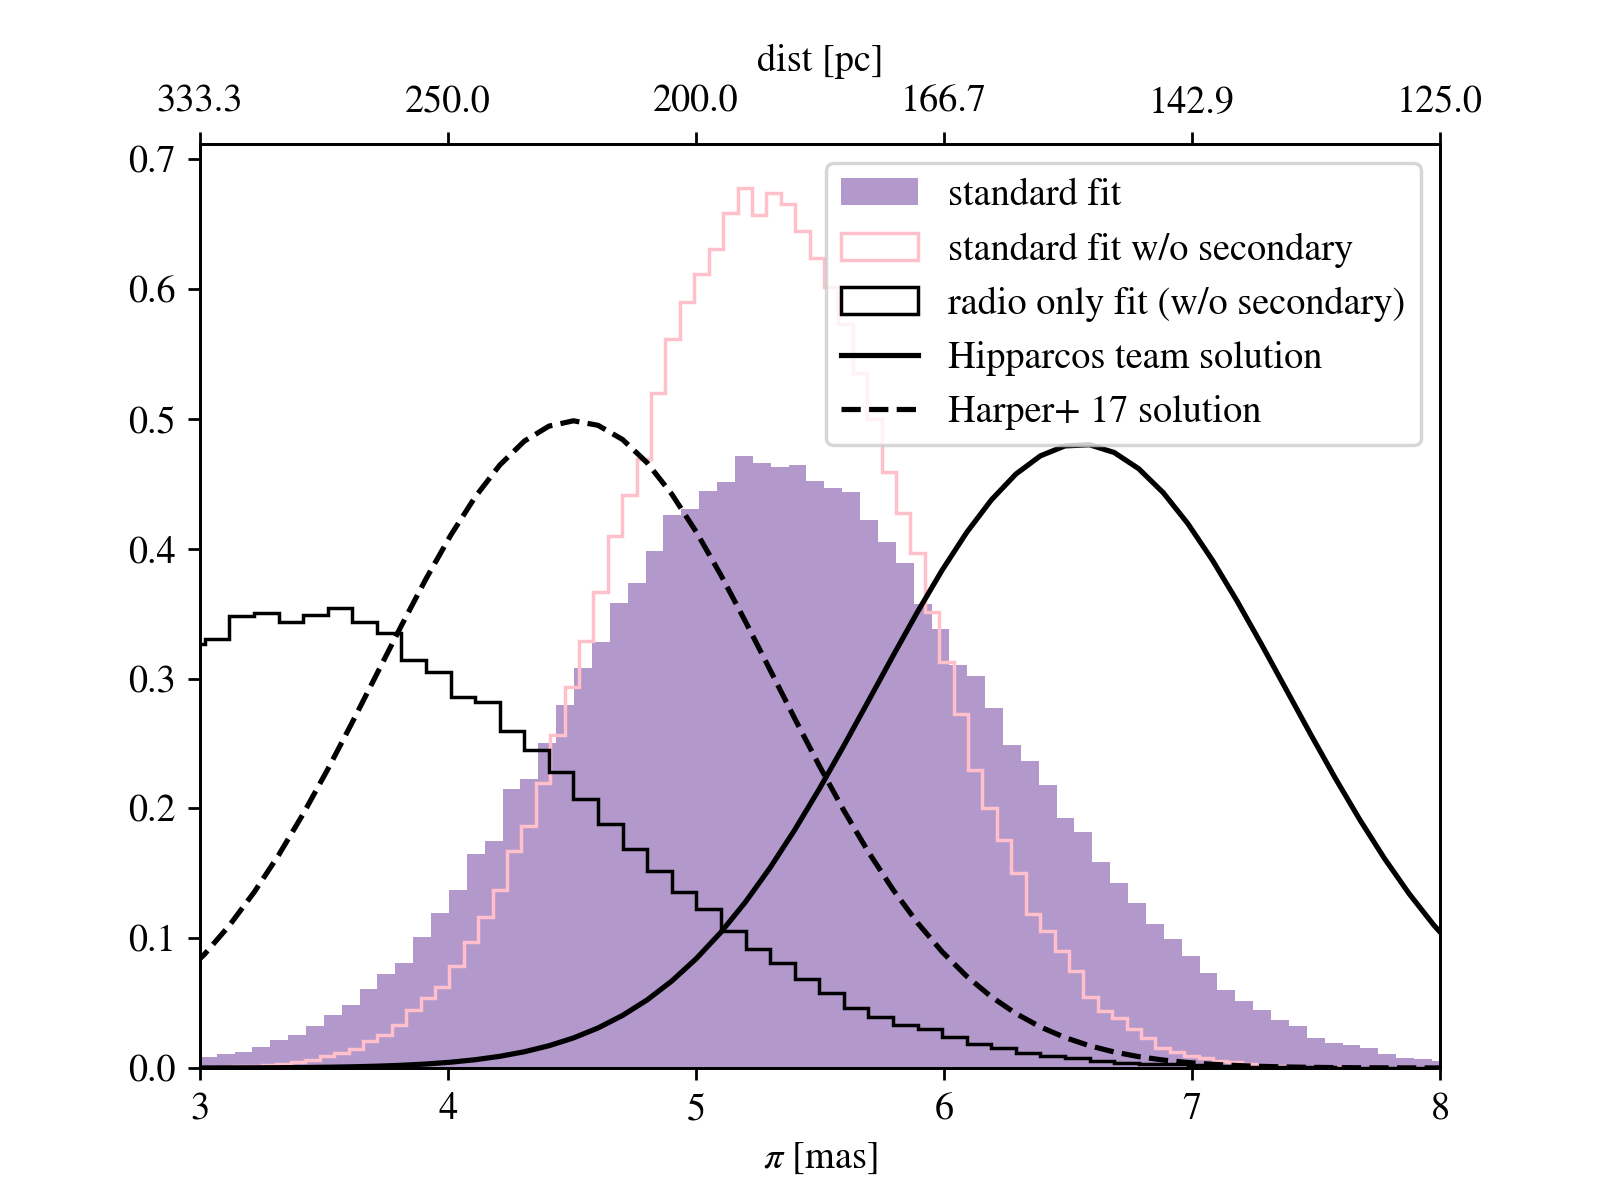 dist [pc]
333.3 250.0 200.0 166.7 142.9 125.0
0.7
0.6
0.5
0.4
0.3
0.2
0.1
0.0
standard fit
standard fit w/o secondary
radio only fit (w/o secondary)
Hipparcos team solution
Harper+ 17 solution
3 4 5 6 7 8
π [mas]